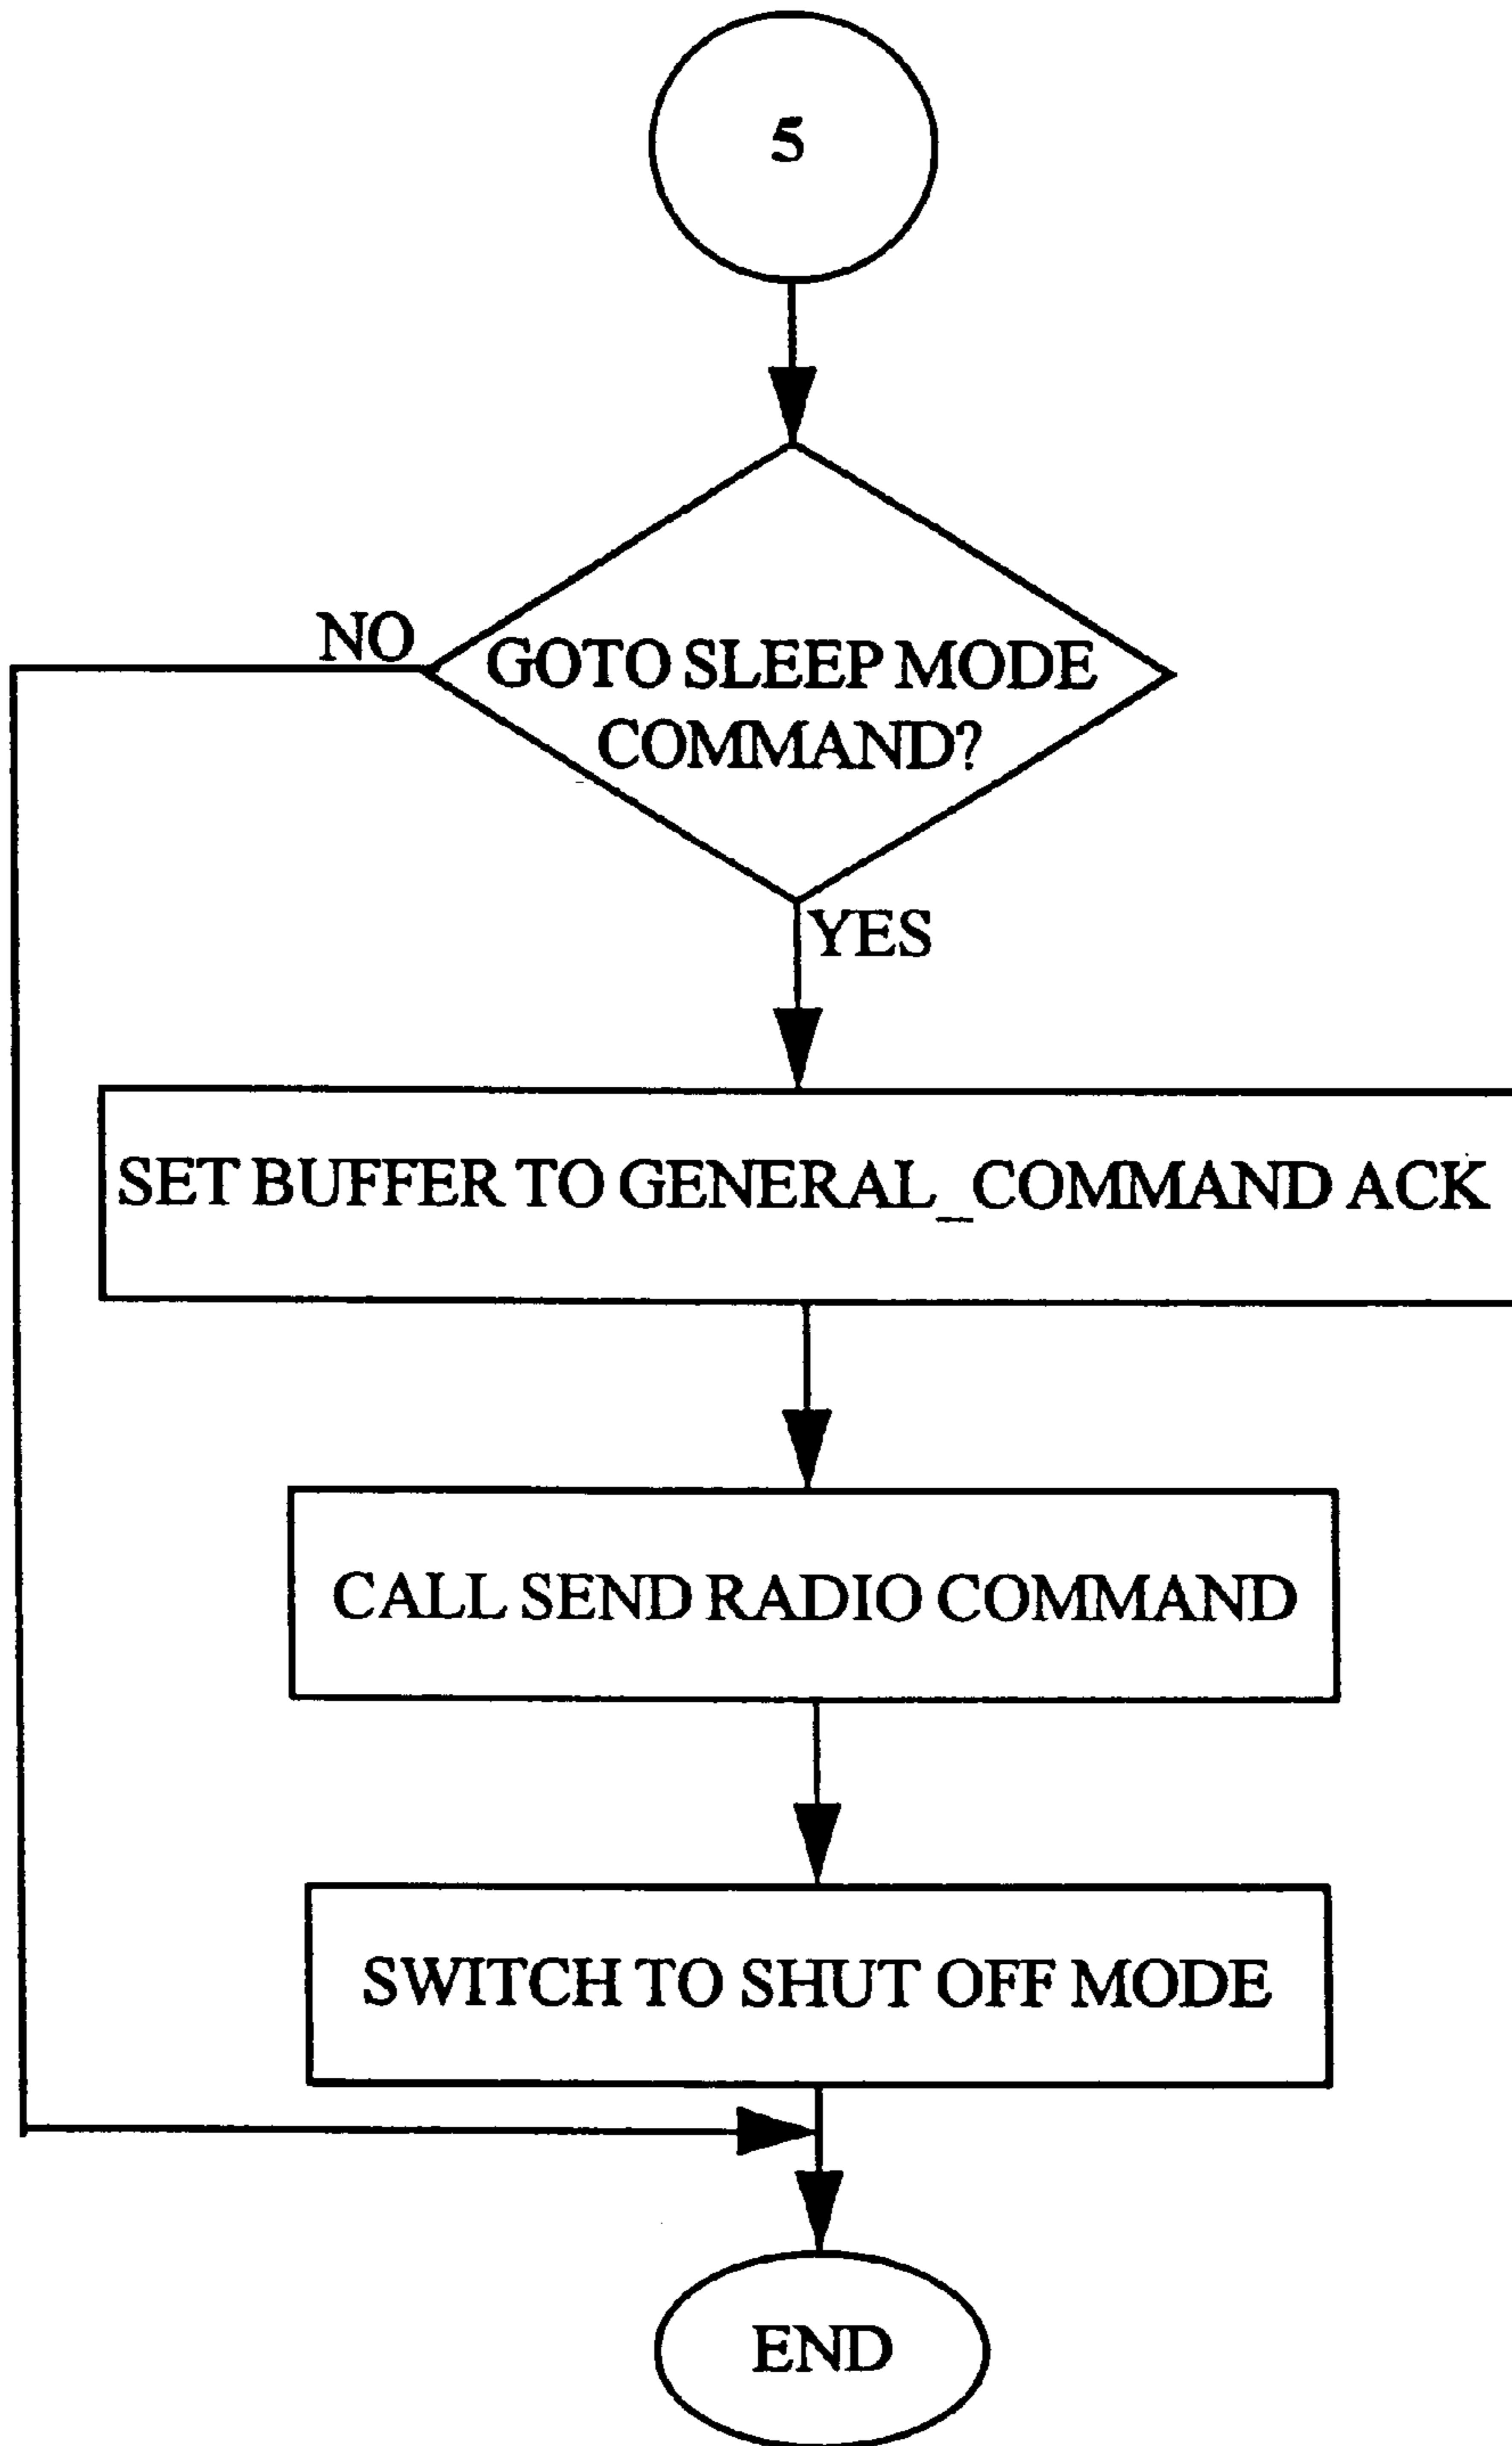 5
NO
GOTO SLEEP MODE
COMMAND?
YES
SET BUFFER TO GENERAL_COMMAND ACK
CALL SEND RADIO COMMAND
SWITCH TO SHUT OFF MODE
END